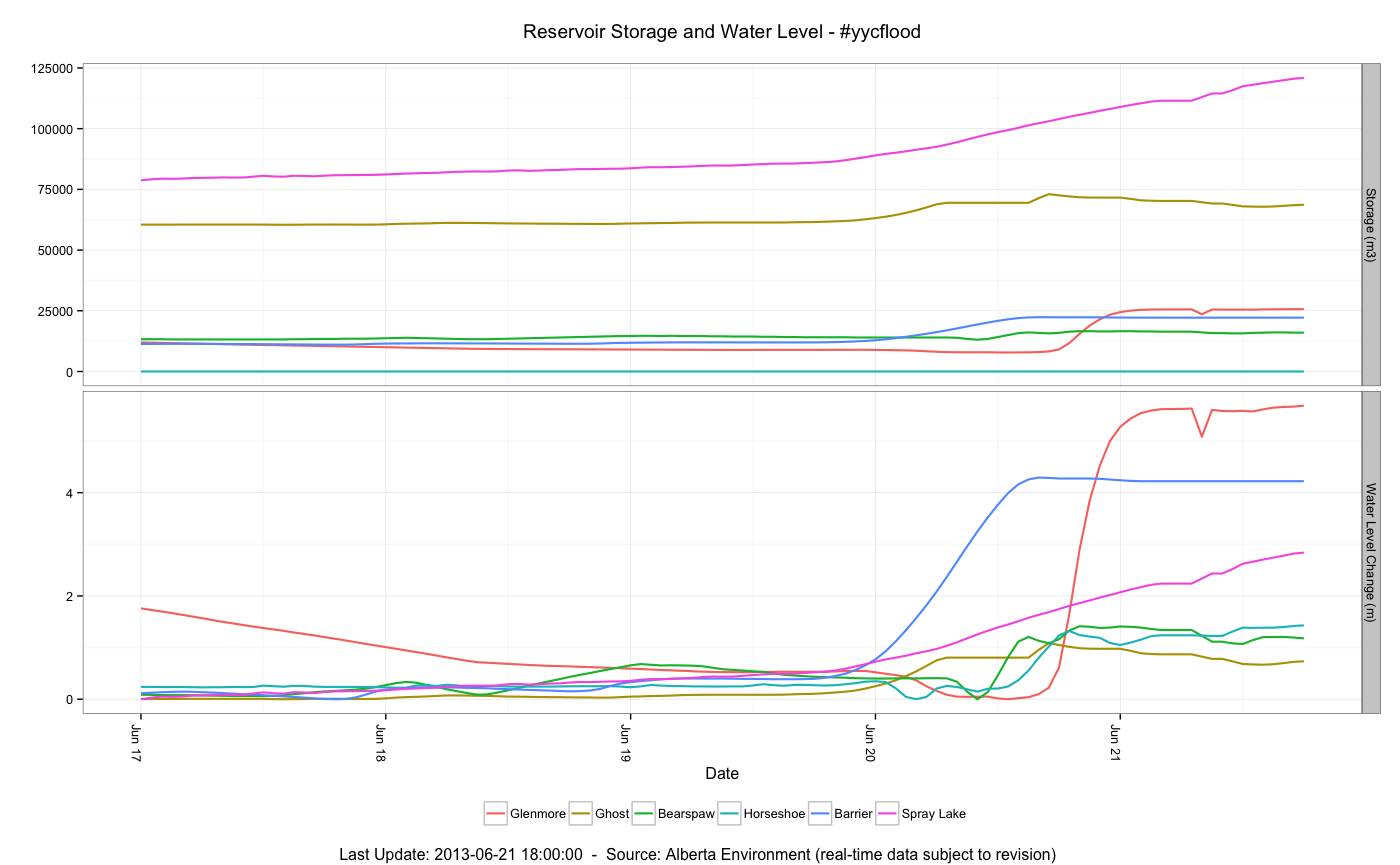 Reservoir Storage and Water Level - #yycflood
125000
100000
75000
50000
25000
0
Storage (m3)
4
2
0
Water Level Change (m)
Jun 17
Jun 18
Jun 19
Jun 20
Jun 21
Date
Glenmore Ghost Bearspaw Horseshoe Barrier Spray Lake
Last Update: 2013-06-21 18:00:00 - Source: Alberta Environment (real-time data subject to revision)